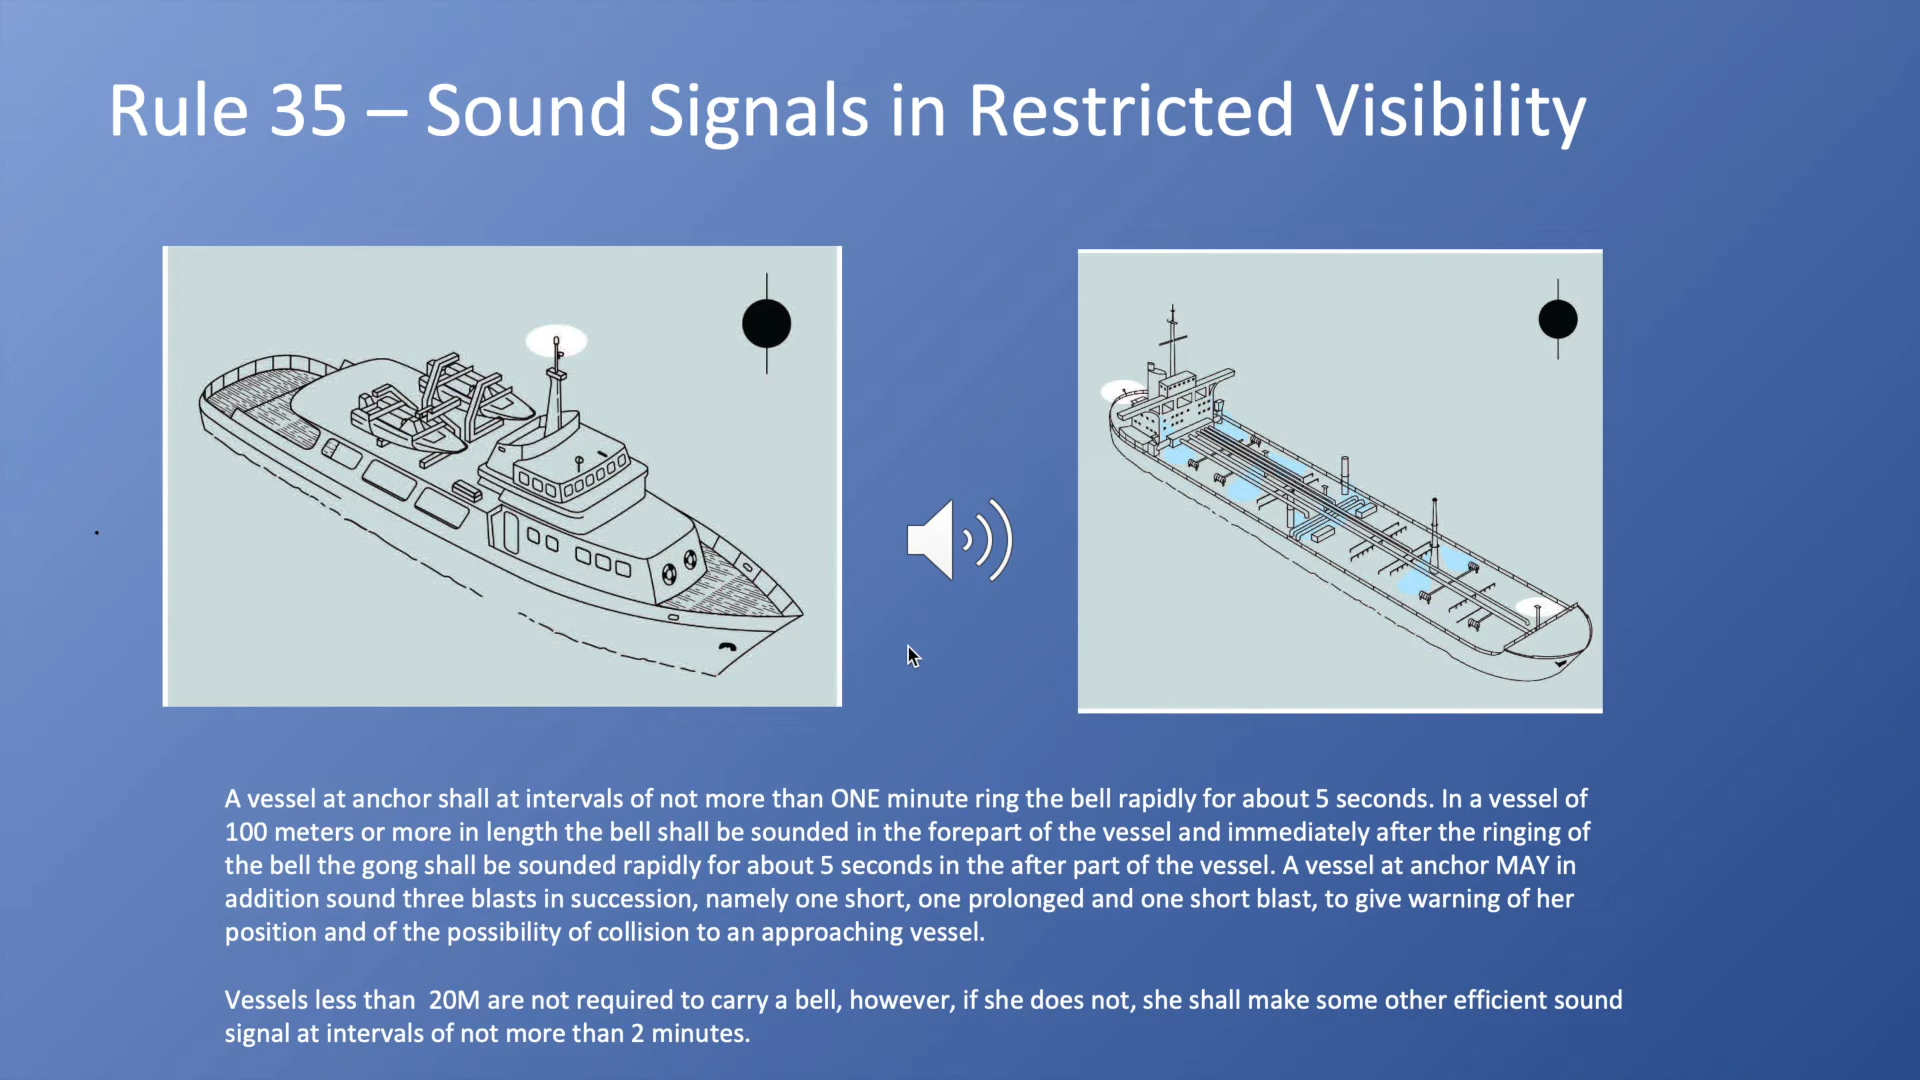 Rule 35 – Sound Signals in Restricted Visibility
A vessel at anchor shall at intervals of not more than ONE minute ring the bell rapidly for about 5 seconds. In a vessel of
100 meters or more in length the bell shall be sounded in the forepart of the vessel and immediately after the ringing of
the bell the gong shall be sounded rapidly for about 5 seconds in the after part of the vessel. A vessel at anchor MAY in
addition sound three blasts in succession, namely one short, one prolonged and one short blast, to give warning of her
position and of the possibility of collision to an approaching vessel.
Vessels less than  20M are not required to carry a bell, however, if she does not, she shall make some other efficient sound
signal at intervals of not more than 2 minutes.